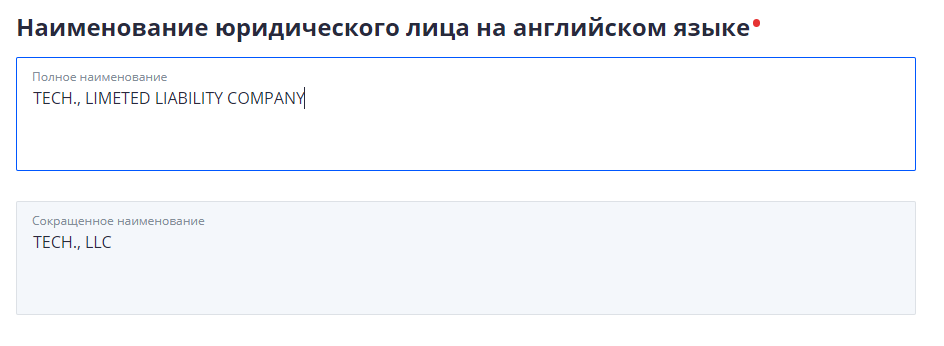 Наименование юридического лица на английском языке
Полное наименование
TECH., LIMETED LIABILITY COMPANY
Сокращенное наименование
TECH., LLC